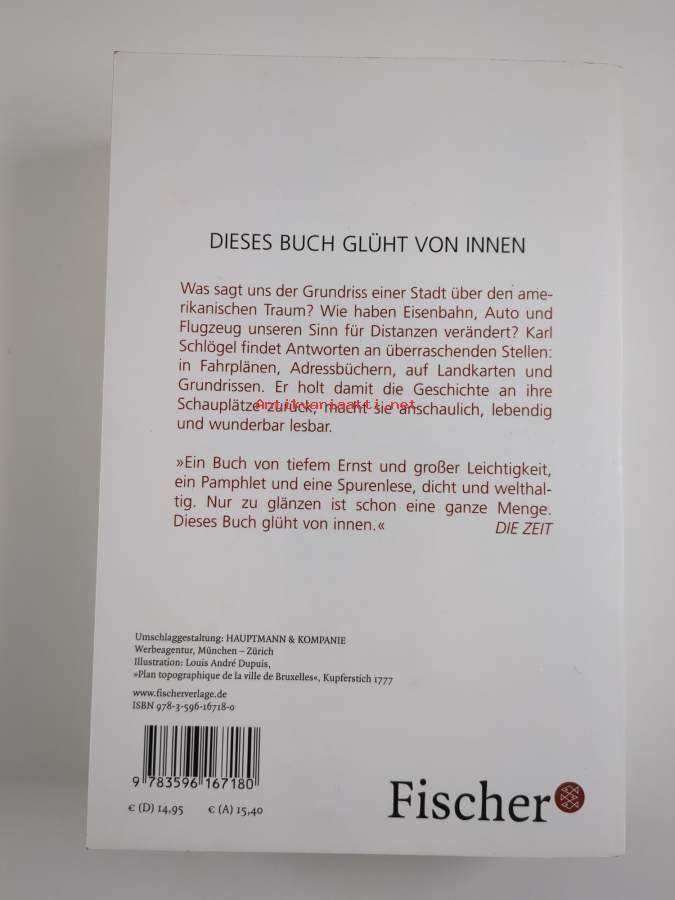 DIESES BUCH GLÜHT VON INNEN
Was sagt uns der Grundriss einer Stadt über den ame-
rikanischen Traum? Wie haben Eisenbahn, Auto und
Flugzeug unseren Sinn für Distanzen verändert? Karl
Schlögel findet Antworten an überraschenden Stellen:
in Fahrplänen, Adressbüchern, auf Landkarten und
Grundrissen. Er holt damit die Geschichte an ihre
Schauplätze zurück, macht sie anschaulich, lebendig
Antikvariaatti.net
und wunderbar lesbar.
»Ein Buch von tiefem Ernst und großer Leichtigkeit,
ein Pamphlet und eine Spurenlese, dicht und welthal-
tig. Nur zu glänzen ist schon eine ganze Menge.
Dieses Buch glüht von innen.« DIE ZEIT
Umschlaggestaltung: HAUPTMANN & KOMPANIE
Werbeagentur, München – Zürich
Illustration: Louis André Dupuis,
»Plan topographique de la ville de Bruxelles«, Kupferstich 1777
www.fischerverlage.de
ISBN 978-3-596-16718-0
9 783596 167180
€ (D) 14,95 € (A) 15,40
Fischer